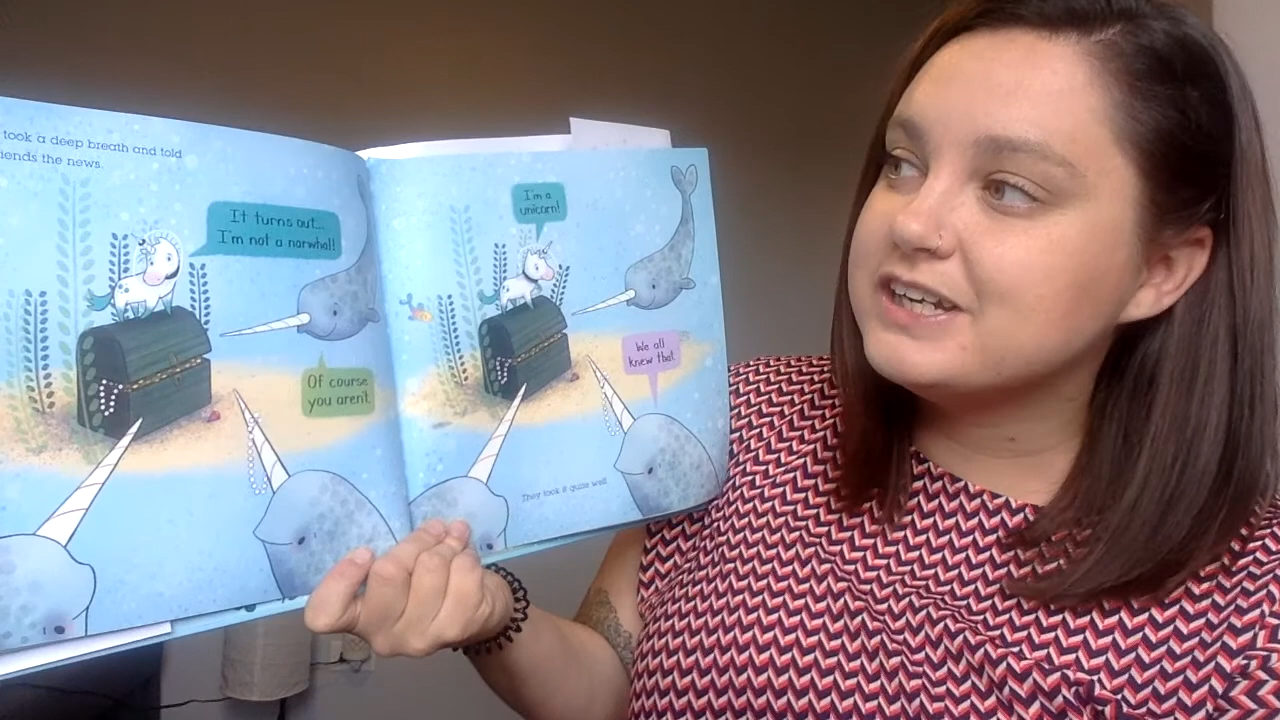 took a deep breath and told
iends the news.
It turns out...
I'm not a narwhal!
Of course
you aren't.
I'm a
unicorn!
We all
knew that.
They took it quite well.